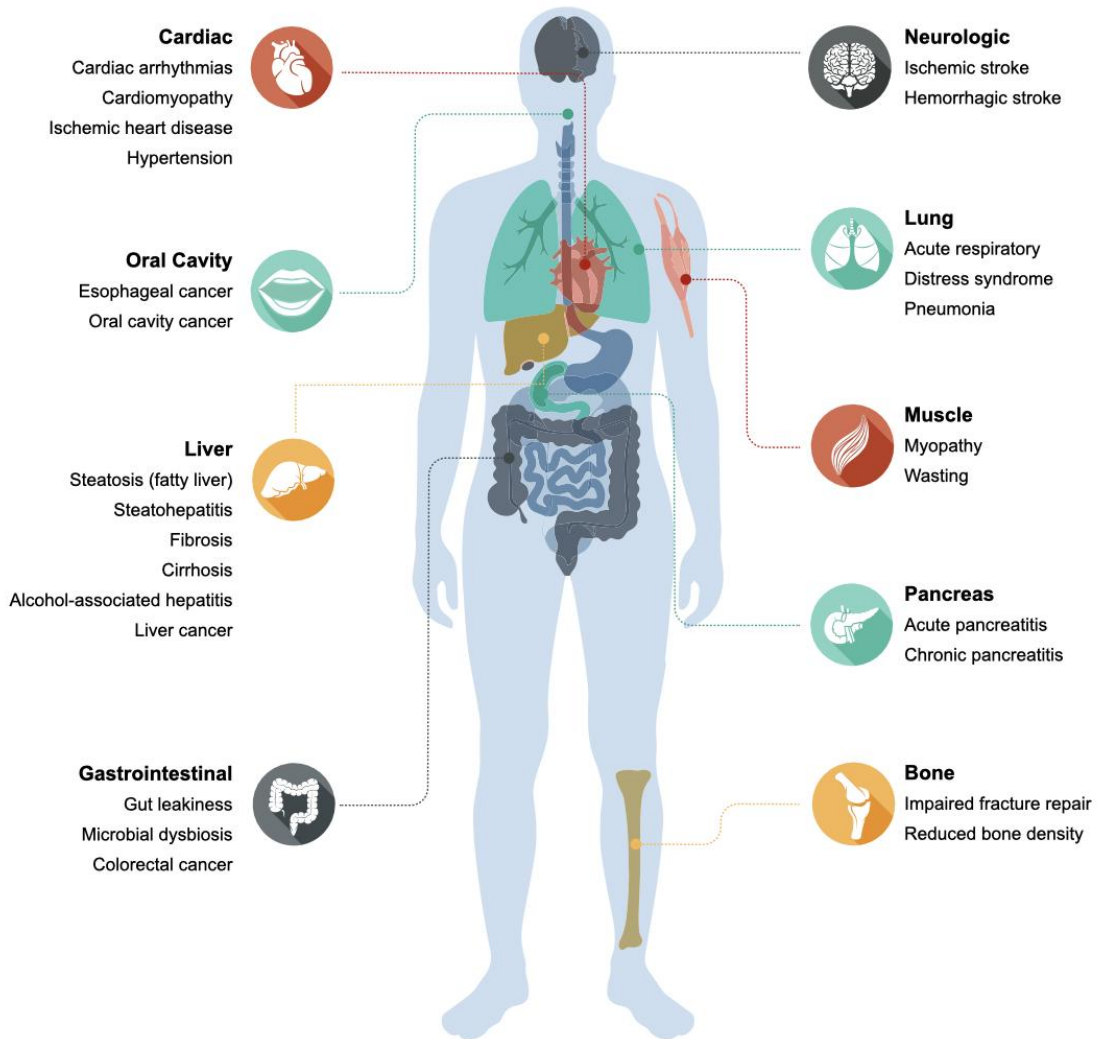 Cardiac
Cardiac arrhythmias
Cardiomyopathy
Ischemic heart disease
Hypertension
Oral Cavity
Esophageal cancer
Oral cavity cancer
Liver
Steatosis (fatty liver)
Steatohepatitis
Fibrosis
Cirrhosis
Alcohol-associated hepatitis
Liver cancer
Gastrointestinal
Gut leakiness
Microbial dysbiosis
Colorectal cancer
Neurologic
Ischemic stroke
Hemorrhagic stroke
Lung
Acute respiratory
Distress syndrome
Pneumonia
Muscle
Myopathy
Wasting
Pancreas
Acute pancreatitis
Chronic pancreatitis
Bone
Impaired fracture repair
Reduced bone density